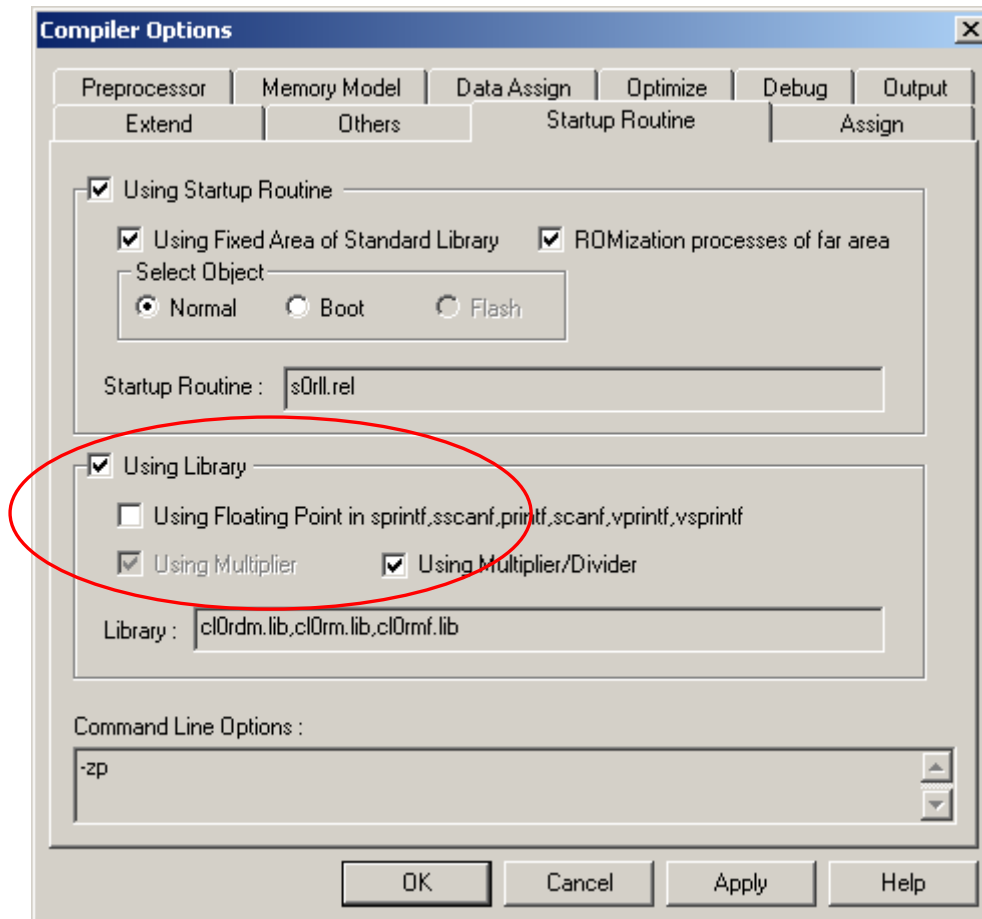 Compiler Options
Preprocessor Memory Model Data Assign Optimize Debug Output
Extend Others Startup Routine Assign
Using Startup Routine
Using Fixed Area of Standard Library ROMization processes of far area
Select Object
Normal Boot Flash
Startup Routine : s0rll.rel
Using Library
Using Floating Point in sprintf,sscanf,printf,scanf,vprintf,vsprintf
Using Multiplier Using Multiplier/Divider
Library : cl0rdm.lib,cl0rm.lib,cl0rmf.lib
Command Line Options :
-zp
OK Cancel Apply Help